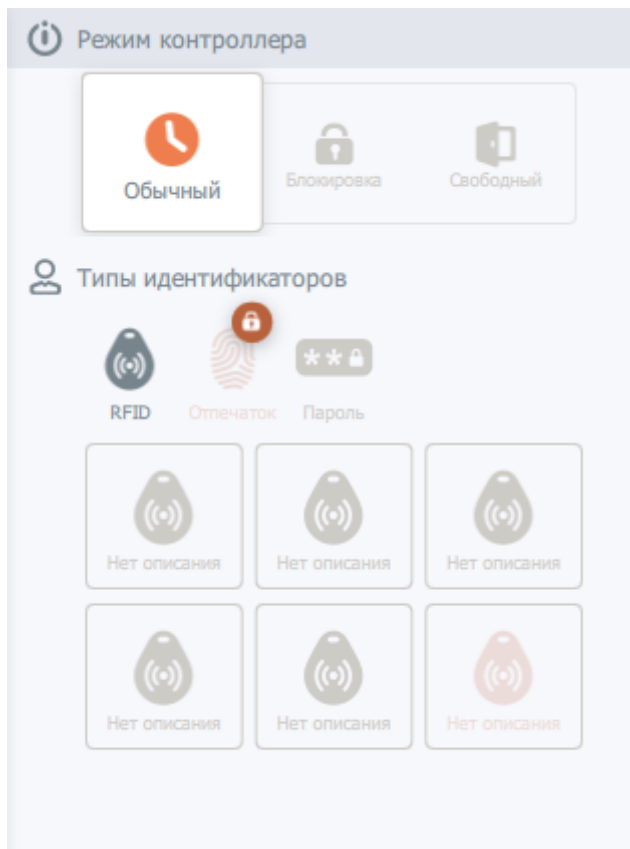 Режим контроллера
Обычный
Блокировка
Свободный
Типы идентификаторов
RFID
Отпечаток
Пароль
Нет описания
Нет описания
Нет описания
Нет описания
Нет описания
Нет описания